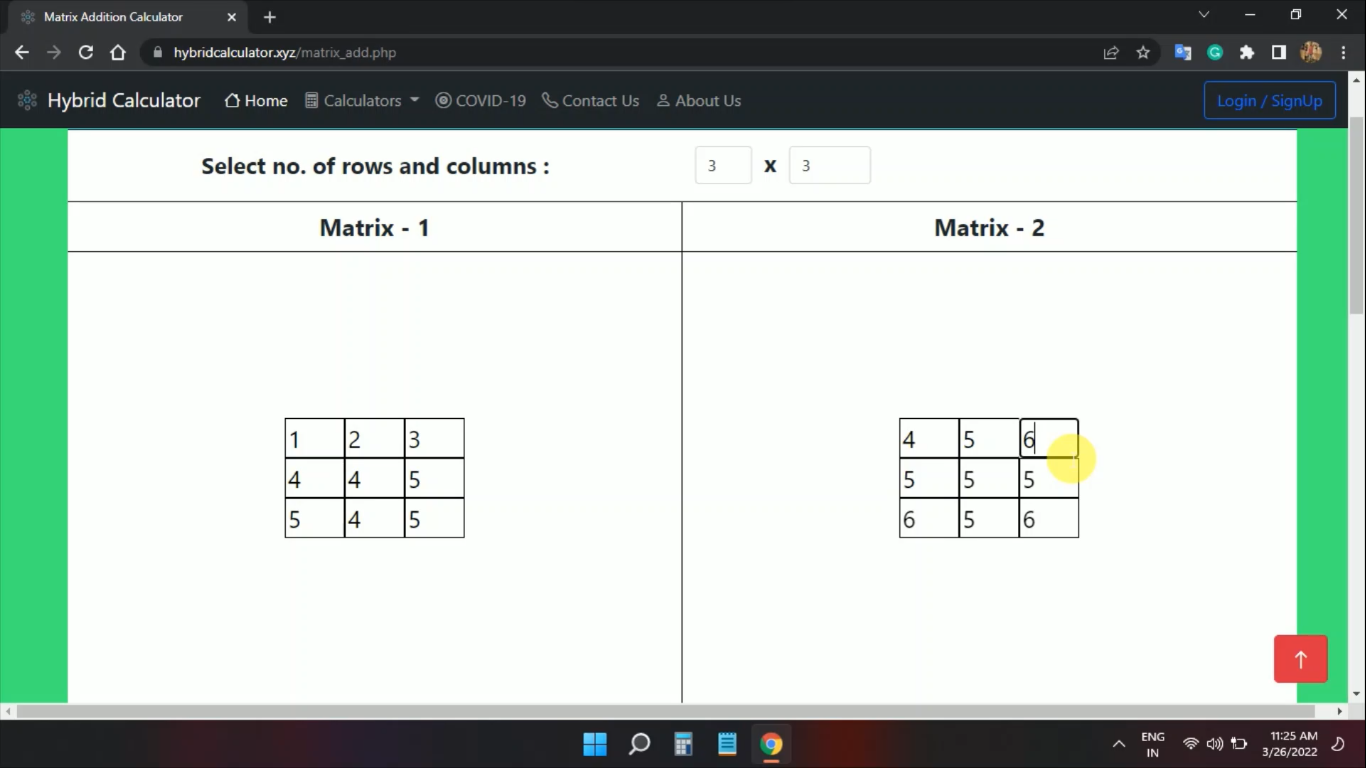 Matrix Addition Calculator
hybridcalculator.xyz/matrix_add.php
Hybrid Calculator Home Calculators COVID-19 Contact Us About Us Login / SignUp
Select no. of rows and columns : 3 x 3
Matrix - 1 Matrix - 2
1 2 3 4 5 6
4 4 5 5 5 5
5 4 5 6 5 6
ENG 11:25 AM
IN 3/26/2022